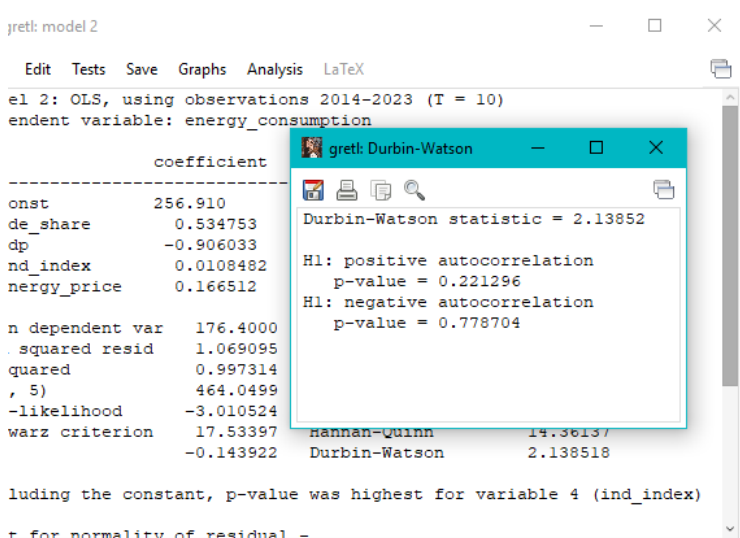 gretl: model 2
Edit Tests Save Graphs Analysis LaTeX
el 2: OLS, using observations 2014-2023 (T = 10)
endent variable: energy_consumption
coefficient
onst 256.910
de_share 0.534753
dp -0.906033
nd_index 0.0108482
nergy_price 0.166512
n dependent var 176.4000
squared resid 1.069095
quared 0.997314
, 5) 464.0499
-likelihood -3.010524
warz criterion 17.53397 Hannan-Quinn 14.36137
-0.143922 Durbin-Watson 2.138518
luding the constant, p-value was highest for variable 4 (ind_index)
t for normality of residual -
gretl: Durbin-Watson
Durbin-Watson statistic = 2.13852
H1: positive autocorrelation
p-value = 0.221296
H1: negative autocorrelation
p-value = 0.778704